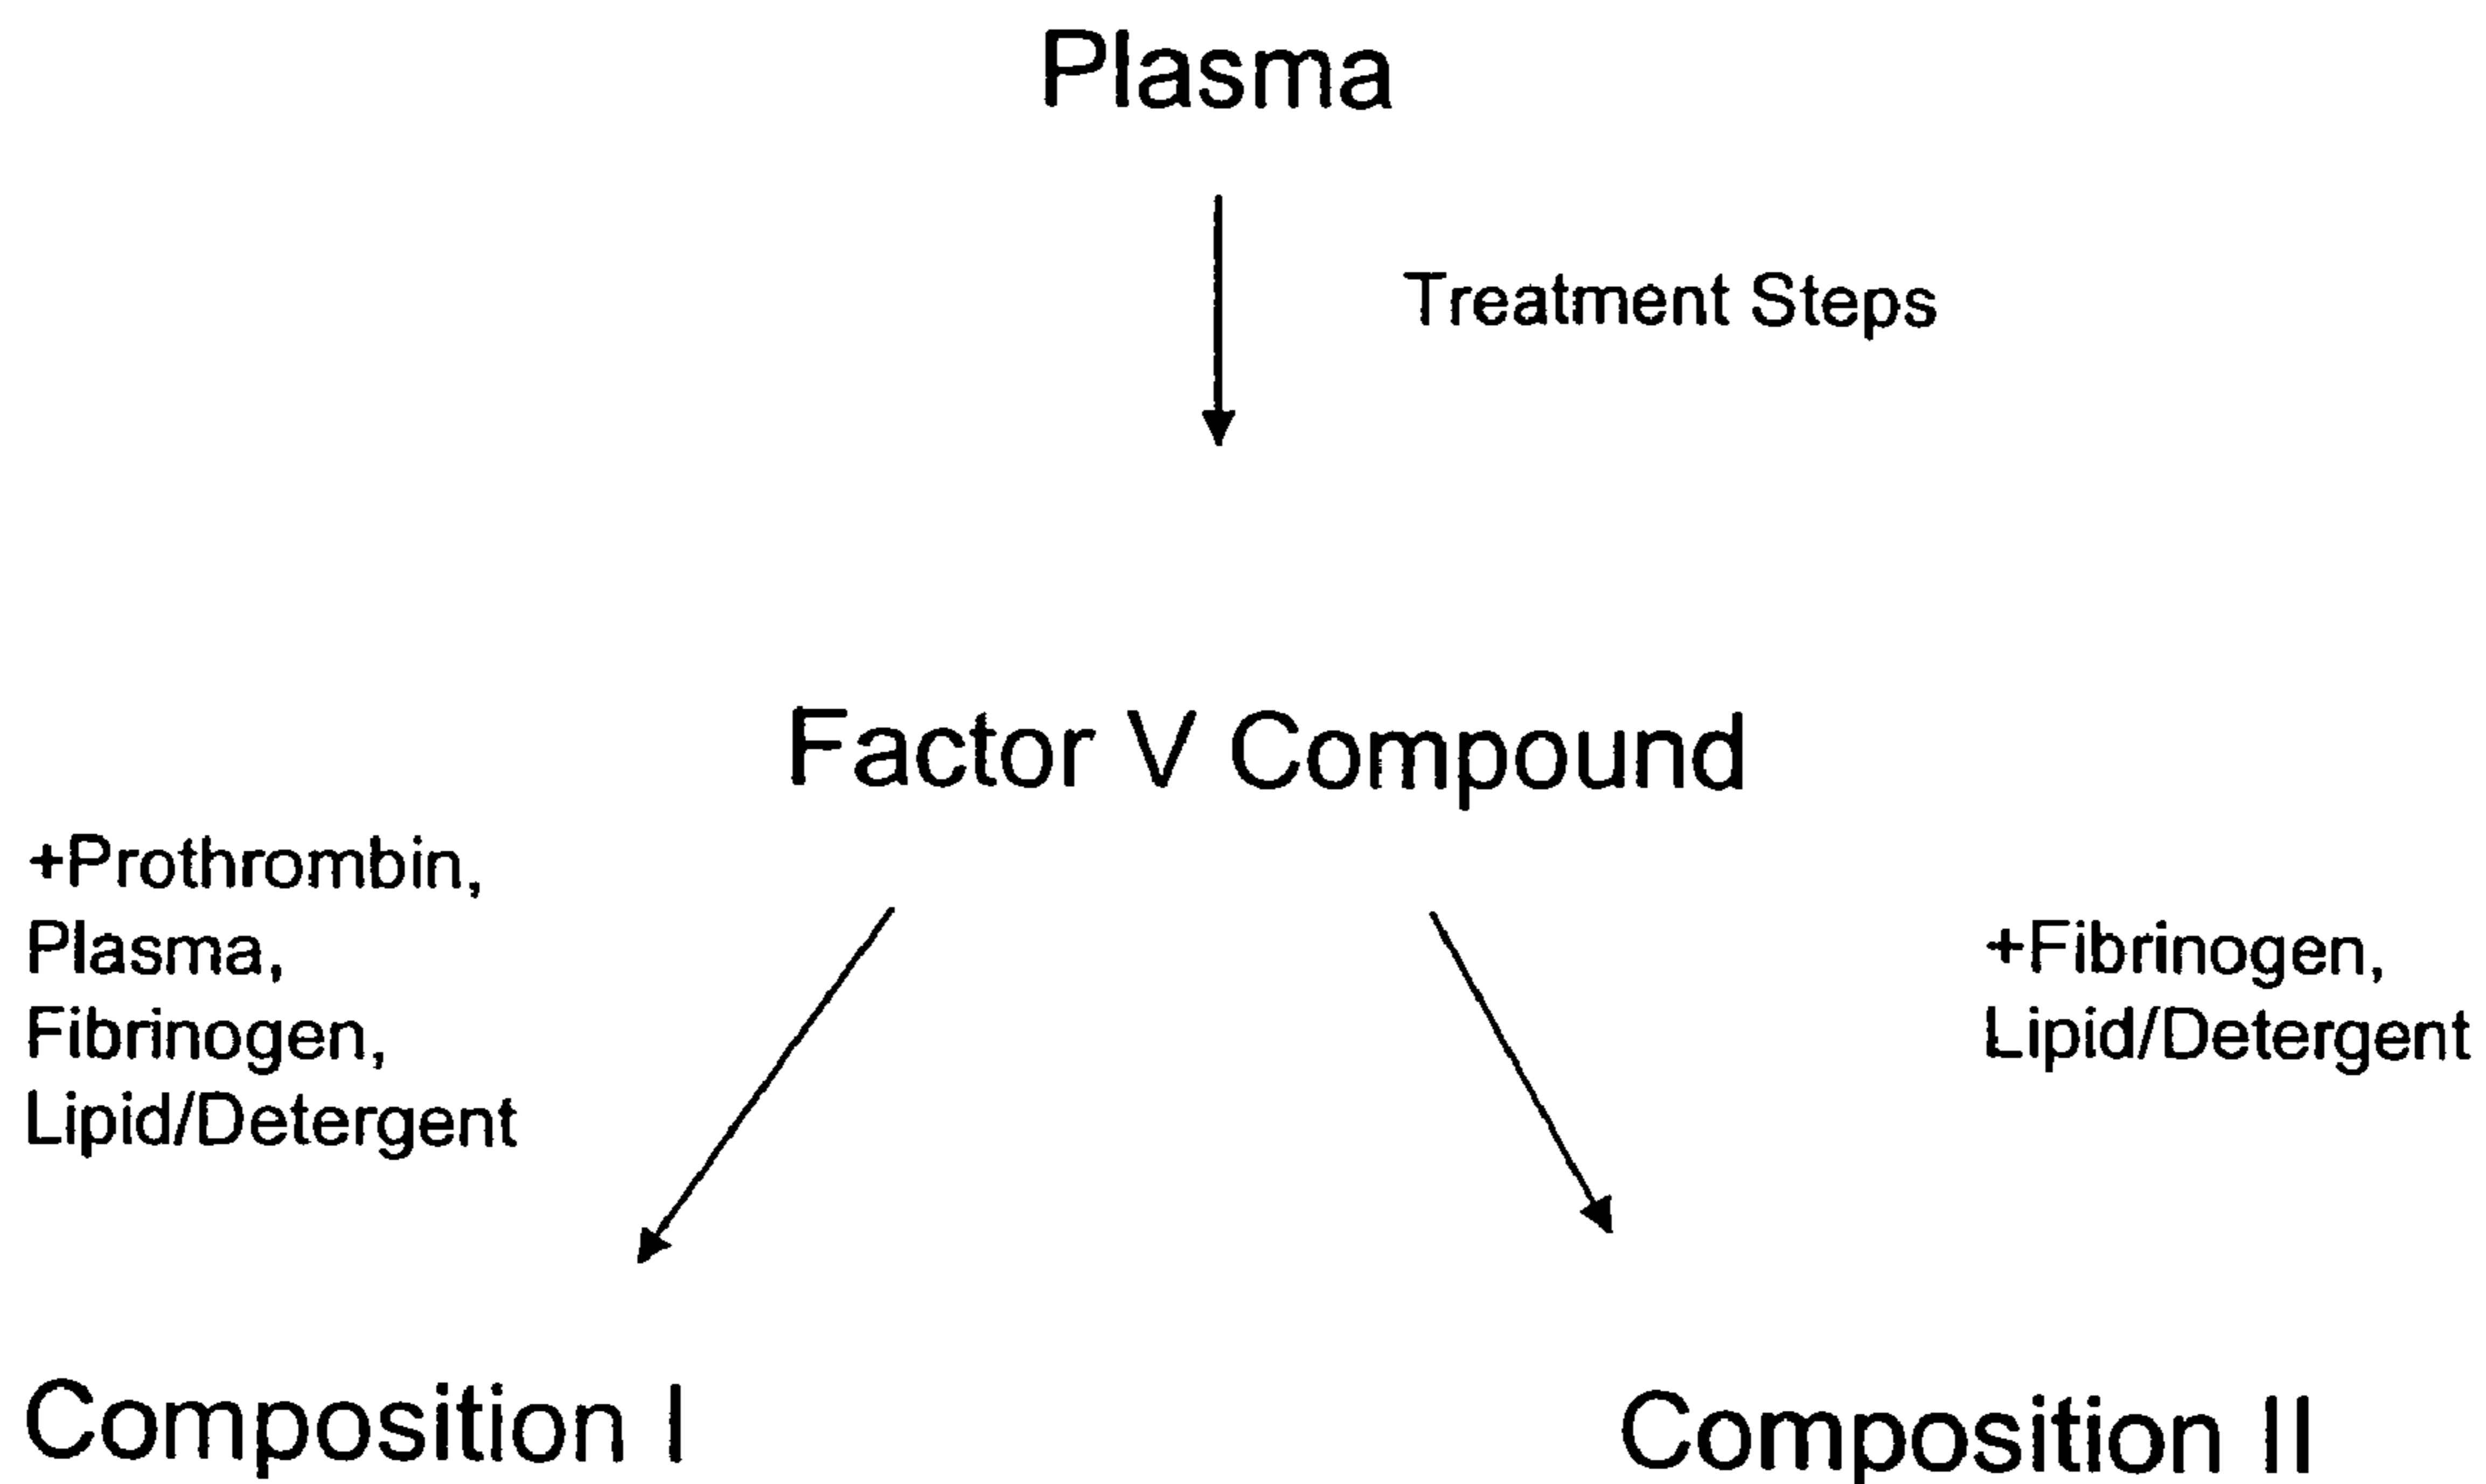 Plasma
Treatment Steps
Factor V Compound
+Prothrombin,
Plasma,
Fibrinogen,
Lipid/Detergent
+Fibrinogen,
Lipid/Detergent
Composition I
Composition II